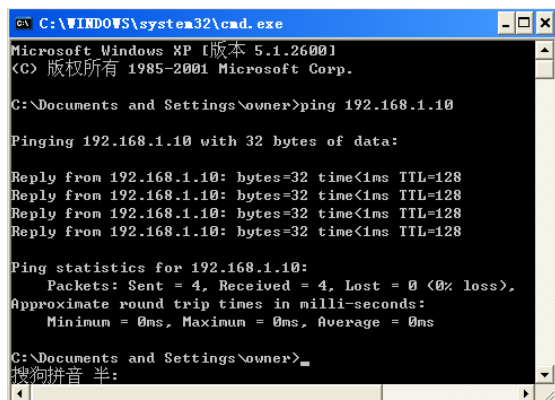 C:\WINDOWS\system32\cmd.exe
Microsoft Windows XP [版本 5.1.2600]
(C) 版权所有 1985-2001 Microsoft Corp.
C:\Documents and Settings\owner>ping 192.168.1.10
Pinging 192.168.1.10 with 32 bytes of data:
Reply from 192.168.1.10: bytes=32 time<1ms TTL=128
Reply from 192.168.1.10: bytes=32 time<1ms TTL=128
Reply from 192.168.1.10: bytes=32 time<1ms TTL=128
Reply from 192.168.1.10: bytes=32 time<1ms TTL=128
Ping statistics for 192.168.1.10:
    Packets: Sent = 4, Received = 4, Lost = 0 (0% loss),
Approximate round trip times in milli-seconds:
    Minimum = 0ms, Maximum = 0ms, Average = 0ms
C:\Documents and Settings\owner>_
搜狗拼音 半: